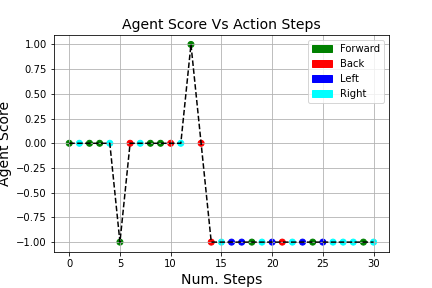 Agent Score Vs Action Steps
Agent Score
1.00
0.75
0.50
0.25
0.00
−0.25
−0.50
−0.75
−1.00
Forward
Back
Left
Right
0 5 10 15 20 25 30
Num. Steps